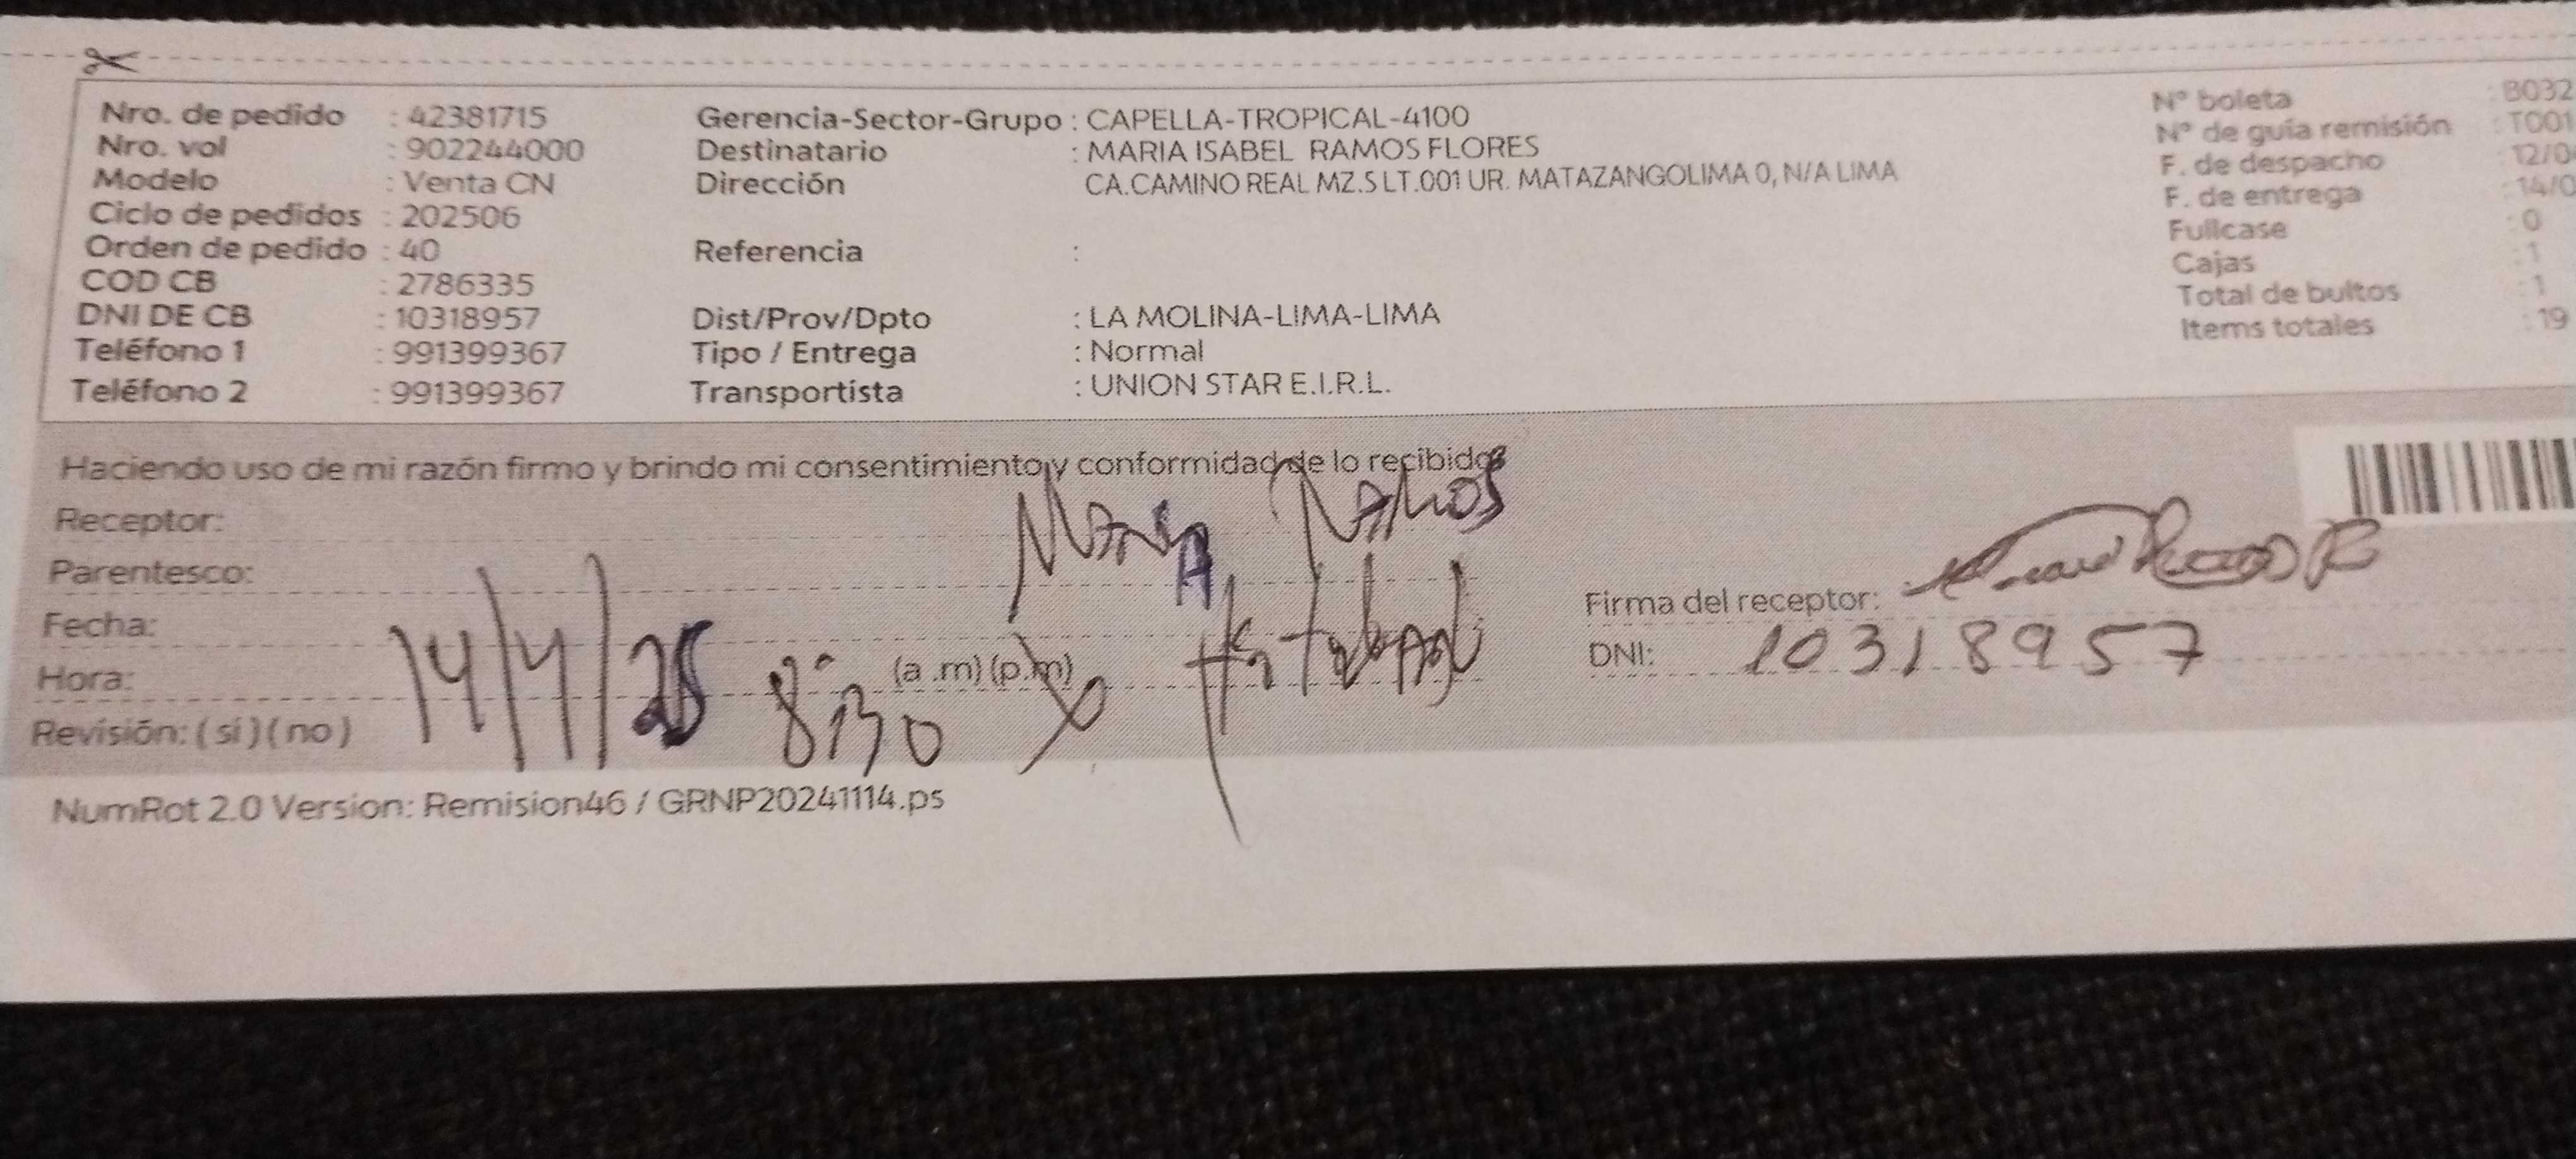 Nro. de pedido : 42381715 Gerencia-Sector-Grupo : CAPELLA-TROPICAL-4100 N° boleta : B032
Nro. vol : 902244000 Destinatario : MARIA ISABEL RAMOS FLORES N° de guía remisión : T001
Modelo : Venta CN Dirección CA.CAMINO REAL MZ.S LT.001 UR. MATAZANGOLIMA 0, N/A LIMA F. de despacho : 12/0
Ciclo de pedidos : 202506 F. de entrega : 14/0
Orden de pedido : 40 Referencia : Fullcase : 0
COD CB : 2786335 Cajas : 1
DNI DE CB : 10318957 Dist/Prov/Dpto : LA MOLINA-LIMA-LIMA Total de bultos : 1
Teléfono 1 : 991399367 Tipo / Entrega : Normal Items totales : 19
Teléfono 2 : 991399367 Transportista : UNION STAR E.I.R.L.
Haciendo uso de mi razón firmo y brindo mi consentimiento y conformidad de lo recibido
Receptor: Maria Ramos
Parentesco:
Fecha: 14/4/25 Firma del receptor:
Hora: 8:30 (a .m) (p.m) DNI: 10318957
Revisión: ( si ) ( no )
NumRot 2.0 Version: Remision46 / GRNP20241114.ps